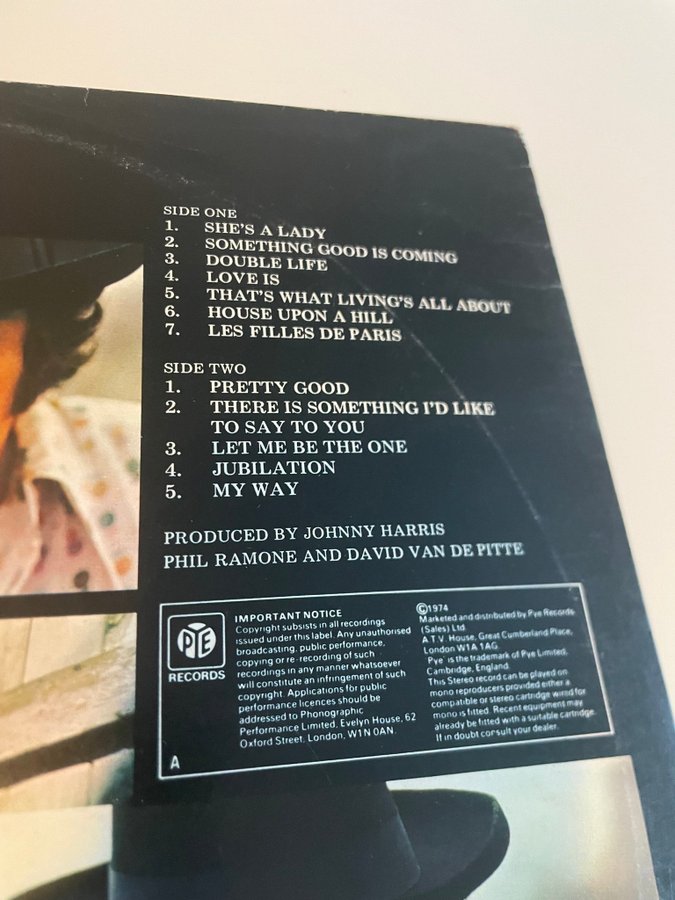 SIDE ONE
1. SHE'S A LADY
2. SOMETHING GOOD IS COMING
3. DOUBLE LIFE
4. LOVE IS
5. THAT'S WHAT LIVING'S ALL ABOUT
6. HOUSE UPON A HILL
7. LES FILLES DE PARIS
SIDE TWO
1. PRETTY GOOD
2. THERE IS SOMETHING I'D LIKE
TO SAY TO YOU
3. LET ME BE THE ONE
4. JUBILATION
5. MY WAY
PRODUCED BY JOHNNY HARRIS
PHIL RAMONE AND DAVID VAN DE PITTE
PYE
RECORDS
A
IMPORTANT NOTICE
Copyright subsists in all recordings
issued under this label. Any unauthorised
broadcasting, public performance,
copying or re-recording of such
recordings in any manner whatsoever
will constitute an infringement of such
copyright. Applications for public
performance licences should be
addressed to Phonographic
Performance Limited, Evelyn House, 62
Oxford Street, London, W1N 0AN.
©1974
Marketed and distributed by Pye Records
(Sales) Ltd.
A.T.V. House, Great Cumberland Place,
London W1A 1AG
'Pye' is the trademark of Pye Limited,
Cambridge, England.
This Stereo record can be played on
mono reproducers provided either a
compatible or stereo cartridge wired for
mono is fitted. Recent equipment may
already be fitted with a suitable cartridge.
If in doubt consult your dealer.